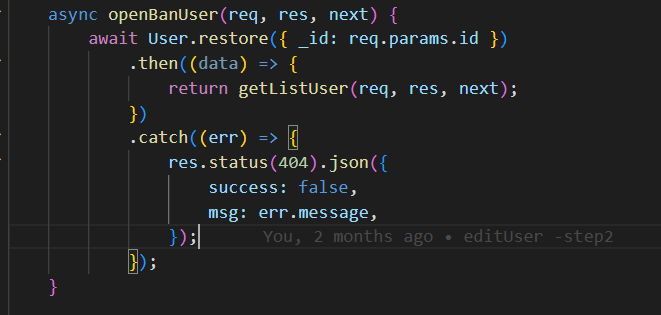 async openBanUser(req, res, next) {
await User.restore({ _id: req.params.id })
.then((data) => {
return getListUser(req, res, next);
})
.catch((err) => {
res.status(404).json({
success: false,
msg: err.message,
}); You, 2 months ago • editUser -step2
});
}